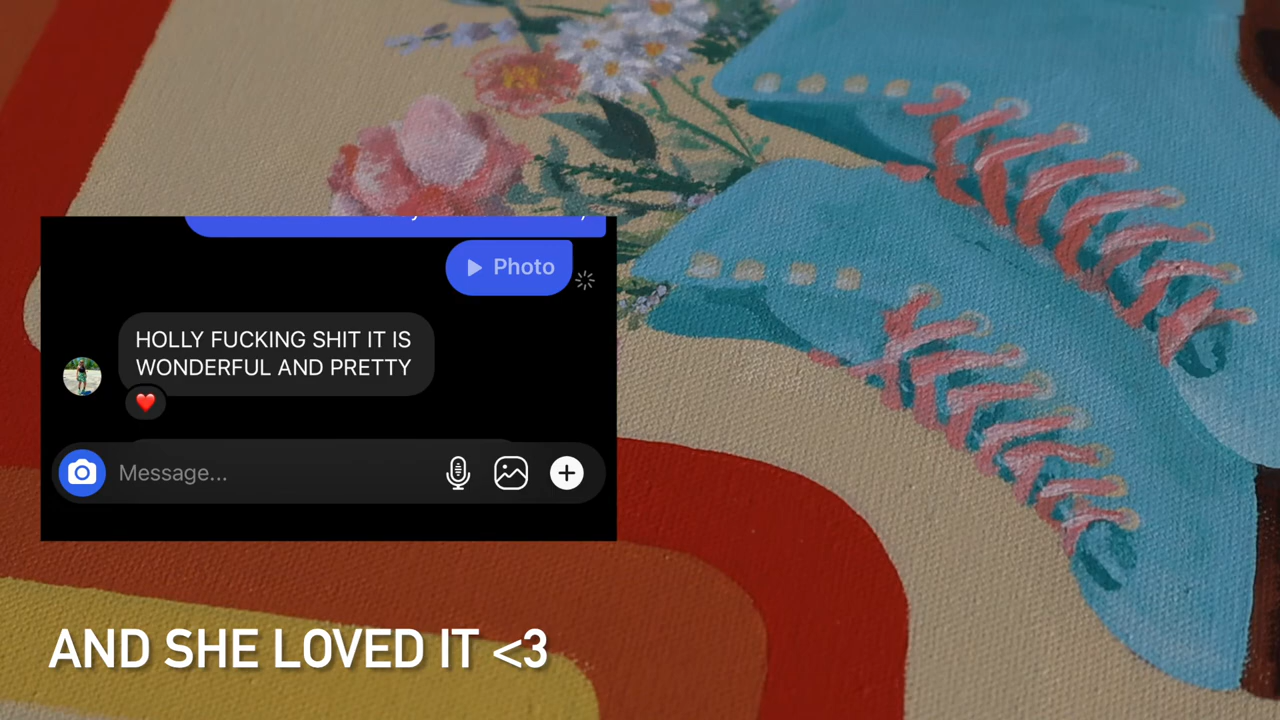 Photo
HOLLY FUCKING SHIT IT IS
WONDERFUL AND PRETTY
Message...
AND SHE LOVED IT <3